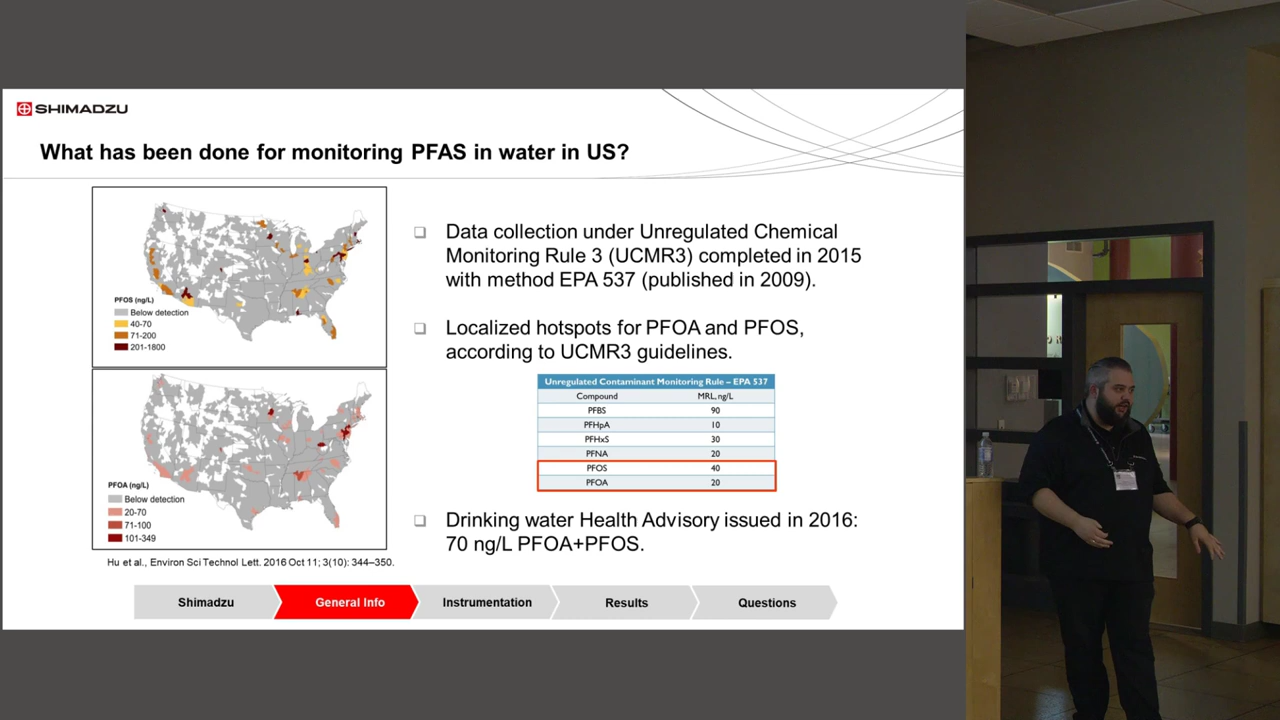 SHIMADZU
What has been done for monitoring PFAS in water in US?
PFOS (ng/L)
Below detection
40-70
71-200
201-1800
PFOA (ng/L)
Below detection
20-70
71-100
101-349
Hu et al., Environ Sci Technol Lett. 2016 Oct 11; 3(10): 344–350.
❑ Data collection under Unregulated Chemical
Monitoring Rule 3 (UCMR3) completed in 2015
with method EPA 537 (published in 2009).
❑ Localized hotspots for PFOA and PFOS,
according to UCMR3 guidelines.
Unregulated Contaminant Monitoring Rule – EPA 537
Compound MRL, ng/L
PFBS 90
PFHpA 10
PFHxS 30
PFNA 20
PFOS 40
PFOA 20
❑ Drinking water Health Advisory issued in 2016:
70 ng/L PFOA+PFOS.
Shimadzu General Info Instrumentation Results Questions